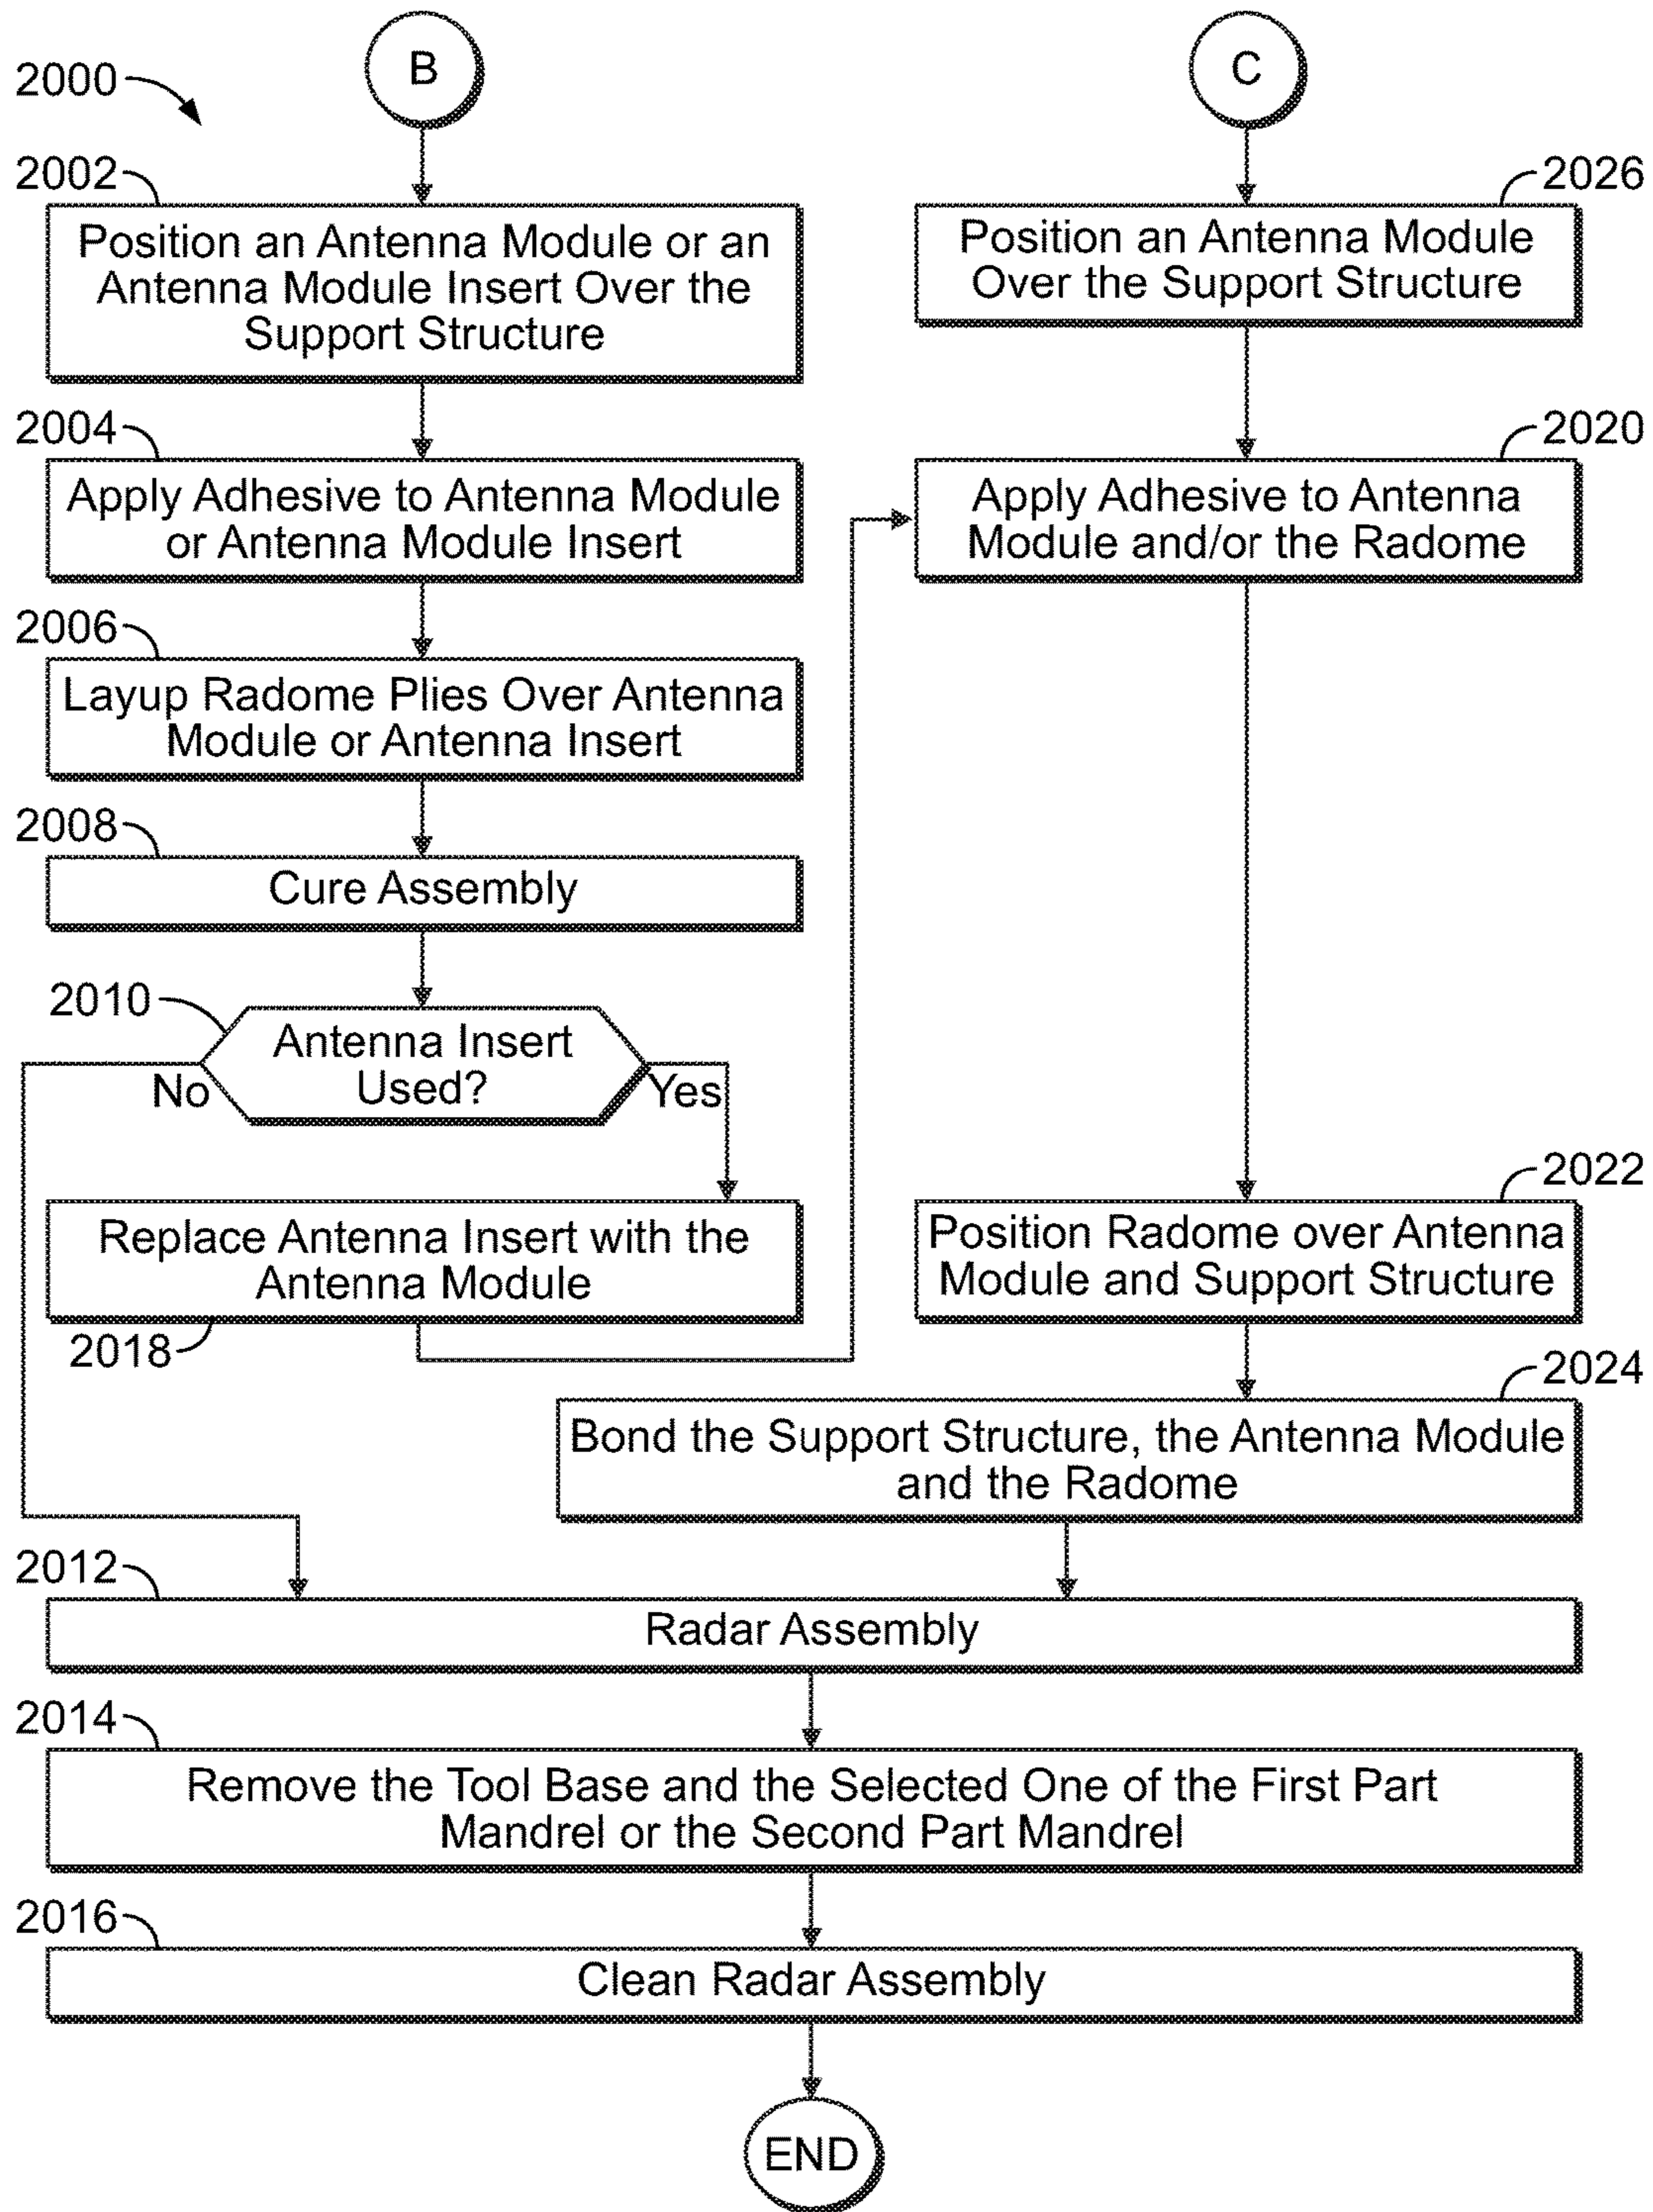 2000
B
C
2002
Position an Antenna Module or an
Antenna Module Insert Over the
Support Structure
2026
Position an Antenna Module
Over the Support Structure
2004
Apply Adhesive to Antenna Module
or Antenna Module Insert
2020
Apply Adhesive to Antenna
Module and/or the Radome
2006
Layup Radome Plies Over Antenna
Module or Antenna Insert
2008
Cure Assembly
2010
Antenna Insert
Used?
No
Yes
2018
Replace Antenna Insert with the
Antenna Module
2022
Position Radome over Antenna
Module and Support Structure
2024
Bond the Support Structure, the Antenna Module
and the Radome
2012
Radar Assembly
2014
Remove the Tool Base and the Selected One of the First Part
Mandrel or the Second Part Mandrel
2016
Clean Radar Assembly
END